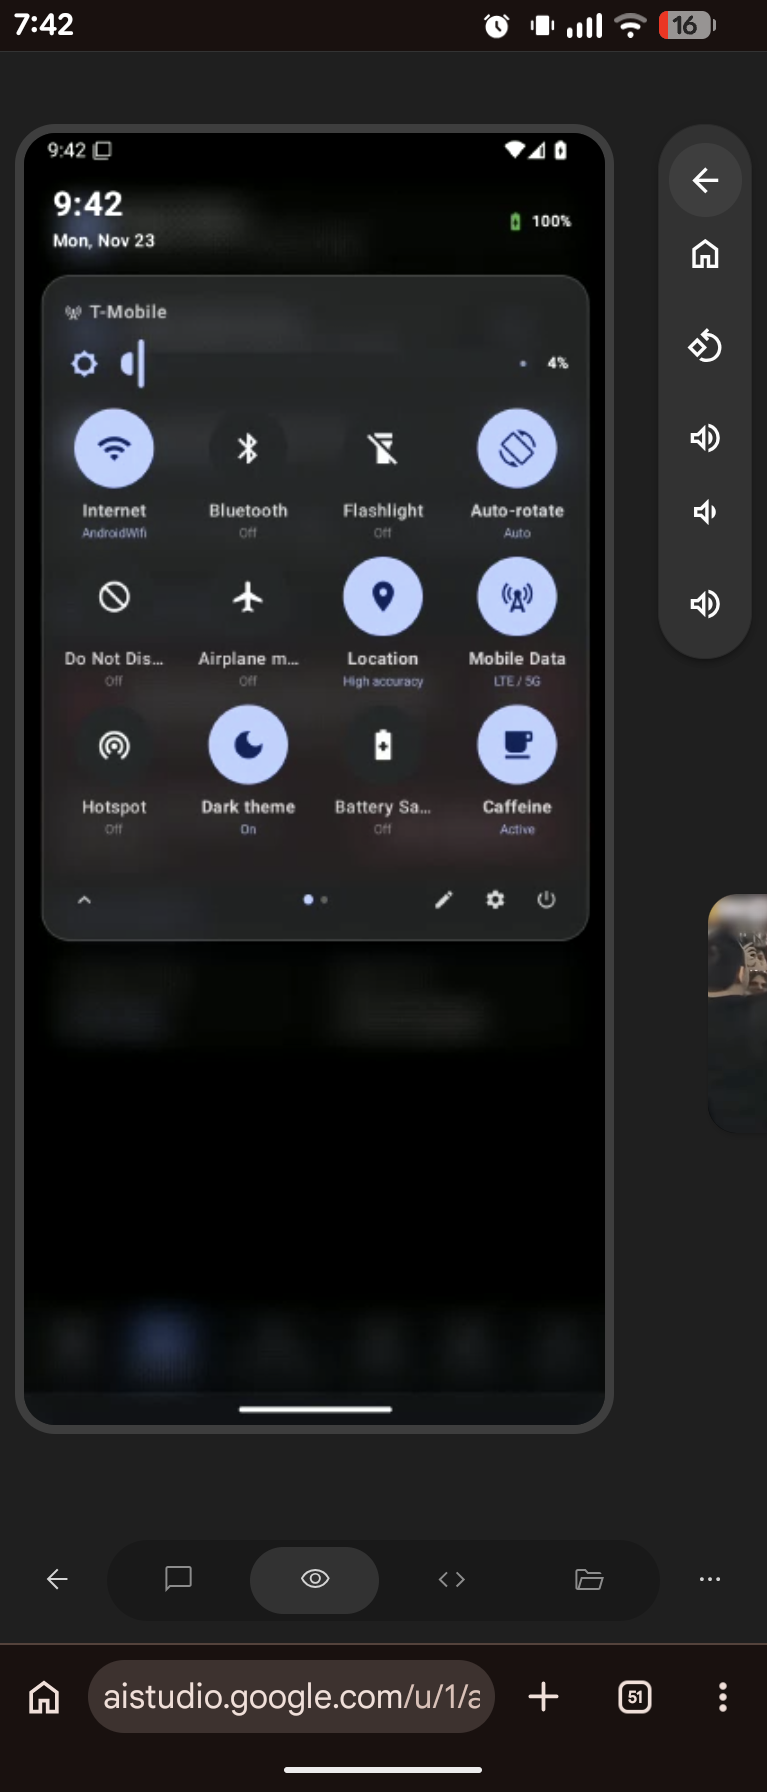 7:42
16
9:42
9:42
Mon, Nov 23
100%
T-Mobile
4%
Internet
AndroidWifi
Bluetooth
Off
Flashlight
Off
Auto-rotate
Auto
Do Not Dis...
Off
Airplane m...
Off
Location
High accuracy
Mobile Data
LTE / 5G
Hotspot
Off
Dark theme
On
Battery Sa...
Off
Caffeine
Active
aistudio.google.com/u/1/a
51